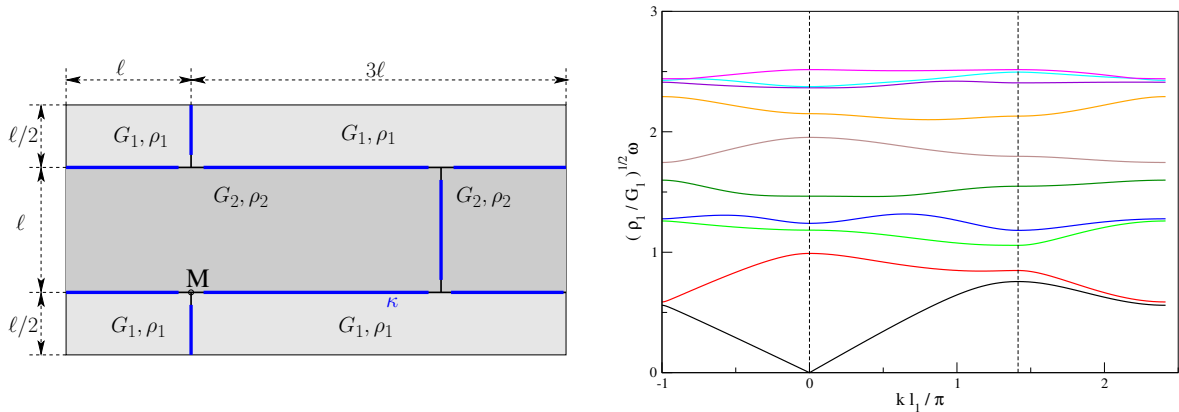 ℓ 3ℓ
ℓ/2 G₁, ρ₁ G₁, ρ₁
ℓ G₂, ρ₂ G₂, ρ₂
M
κ
ℓ/2 G₁, ρ₁ G₁, ρ₁
(ρ₁ / G₁)^1/2 ω
3
2
1
0
-1 0 1 2
k l₁ / π